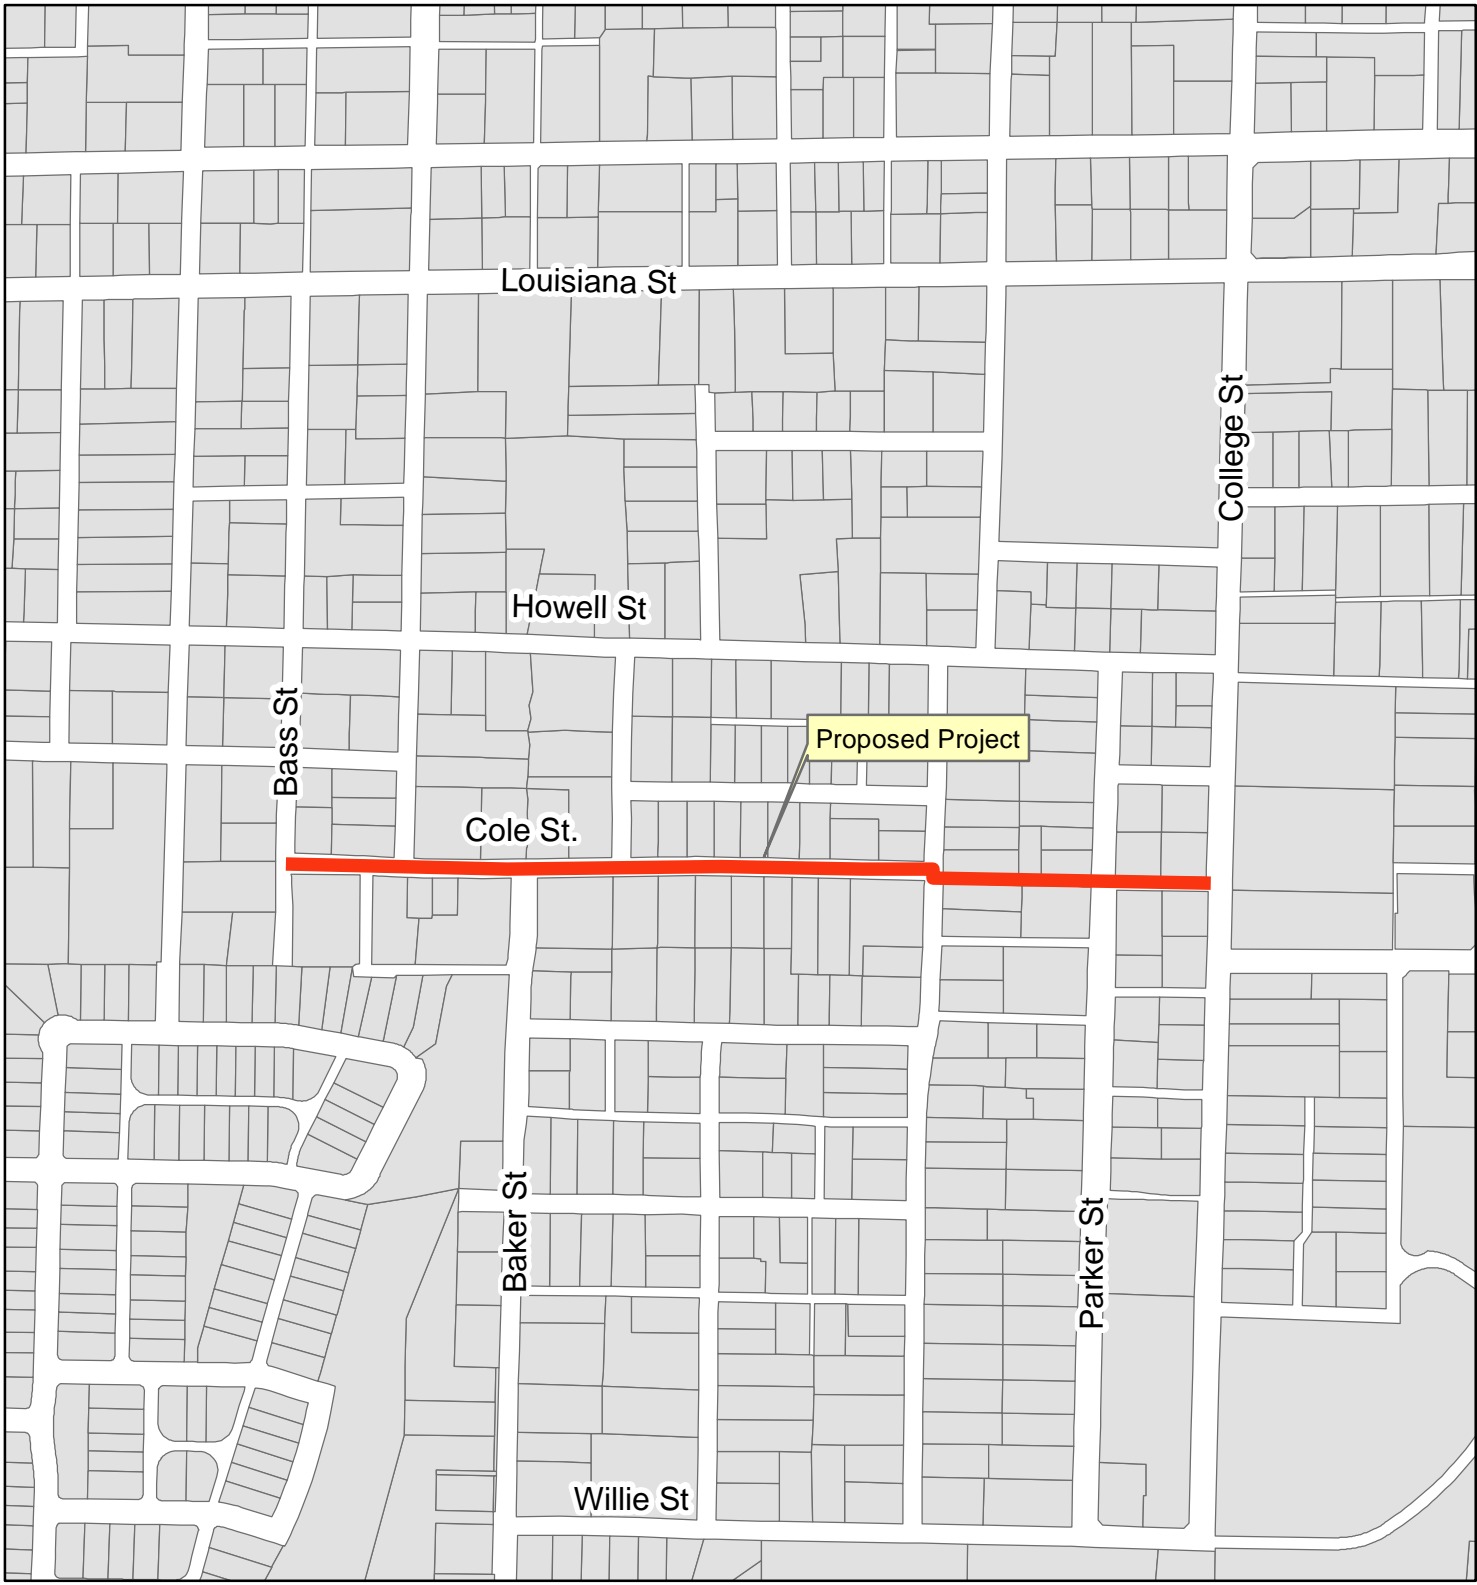 Louisiana St
College St
Howell St
Bass St
Proposed Project
Cole St.
Baker St
Parker St
Willie St